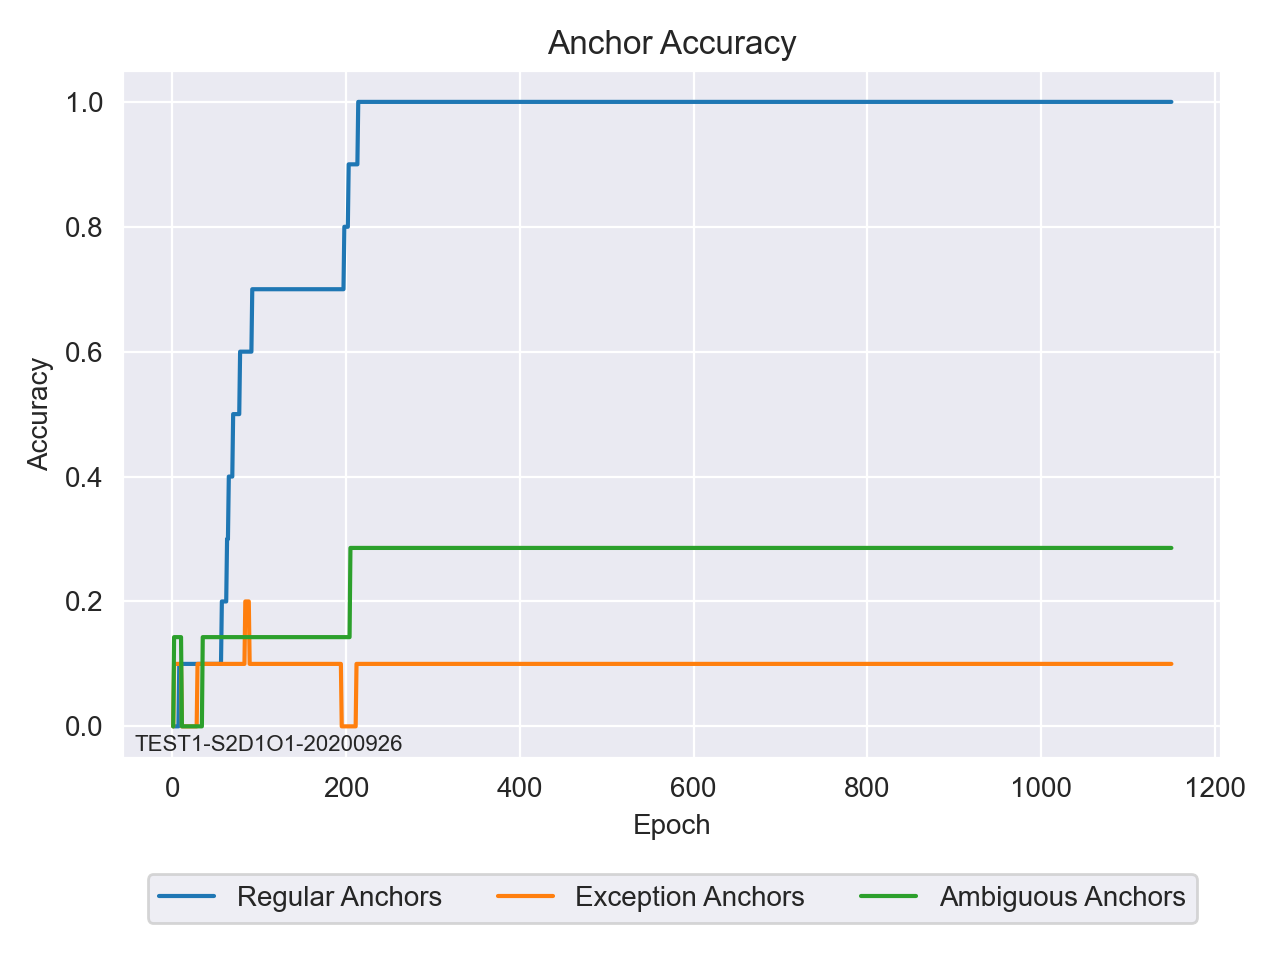 Anchor Accuracy
1.0
0.8
0.6
0.4
0.2
0.0
Accuracy
TEST1-S2D1O1-20200926
0 200 400 600 800 1000 1200
Epoch
Regular Anchors Exception Anchors Ambiguous Anchors